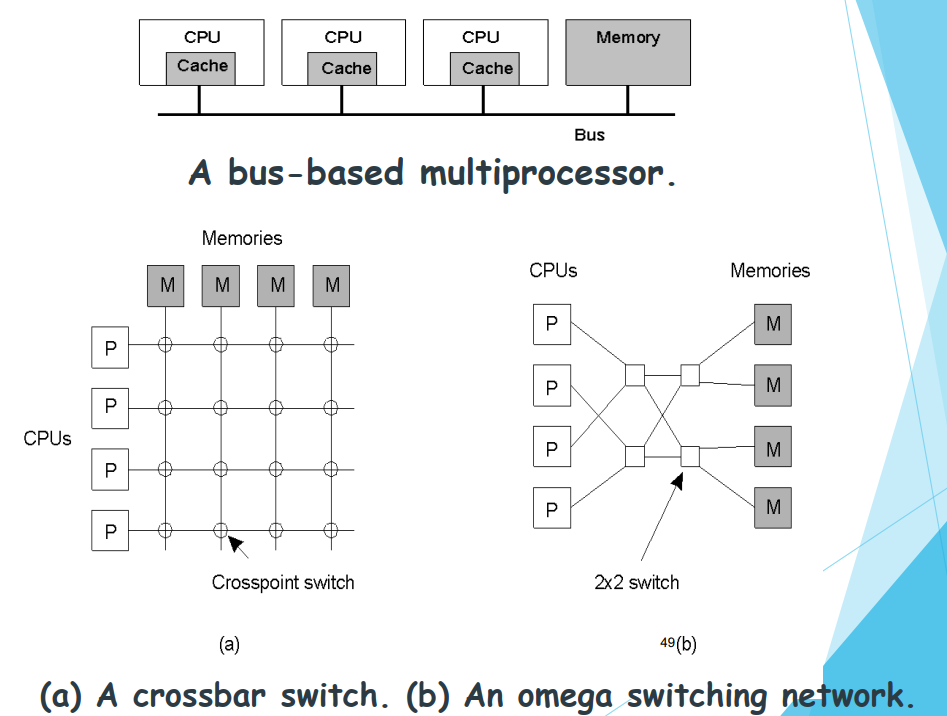 CPU CPU CPU Memory
Cache Cache Cache
Bus
A bus-based multiprocessor.
Memories
M M M M
P
P
CPUs
P
P
Crosspoint switch
(a)
CPUs Memories
P M
P M
P M
P M
2x2 switch
49(b)
(a) A crossbar switch. (b) An omega switching network.